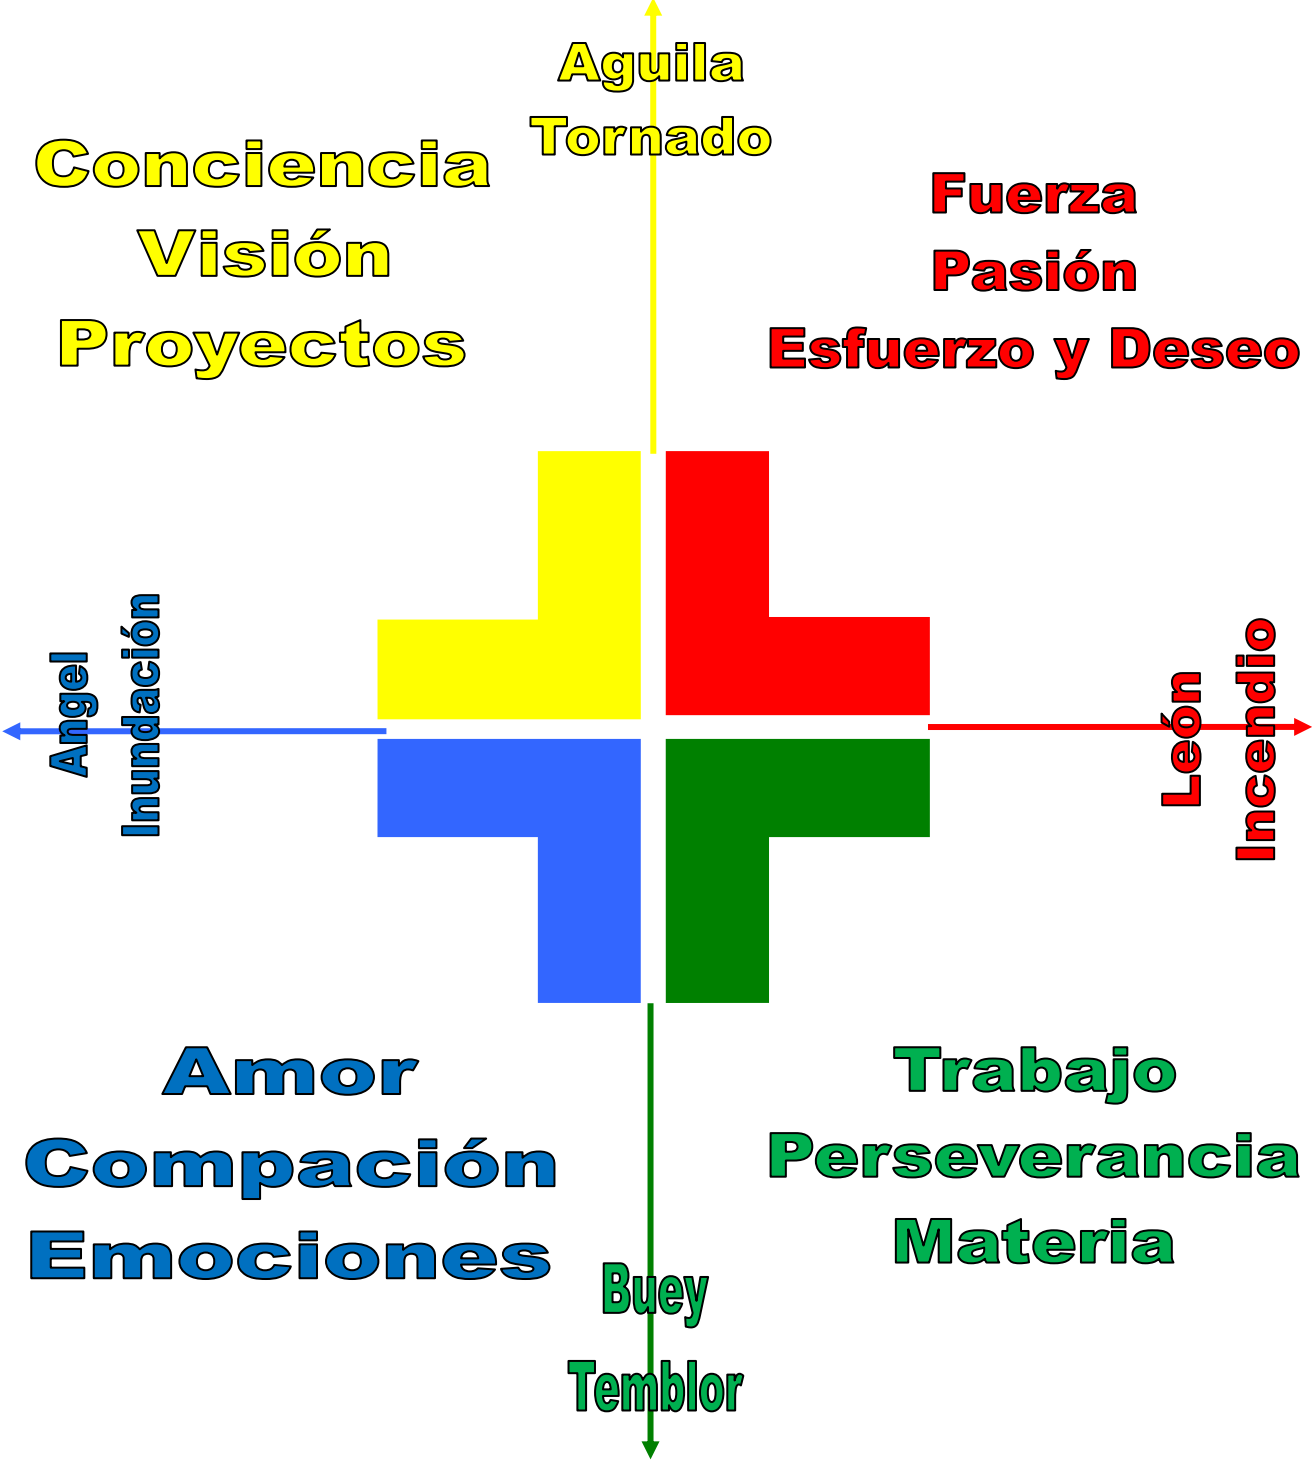 Aguila
Tornado
Conciencia
Visión
Proyectos
Fuerza
Pasión
Esfuerzo y Deseo
Angel
Inundación
León
Incendio
Amor
Compación
Emociones
Trabajo
Perseverancia
Materia
Buey
Temblor